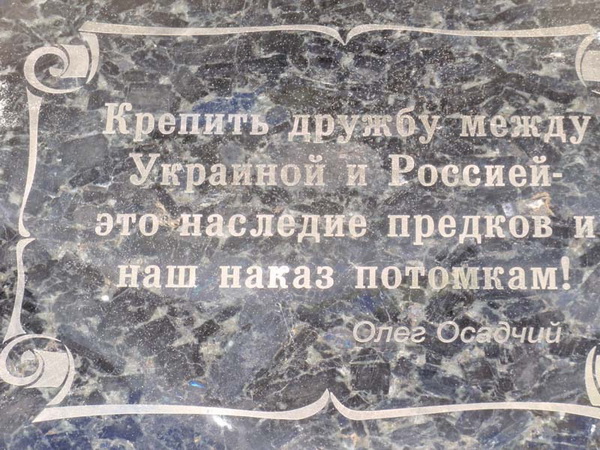 Крепить дружбу между
Украиной и Россией-
это наследие предков и
наш наказ потомкам!
Олег Осадчий